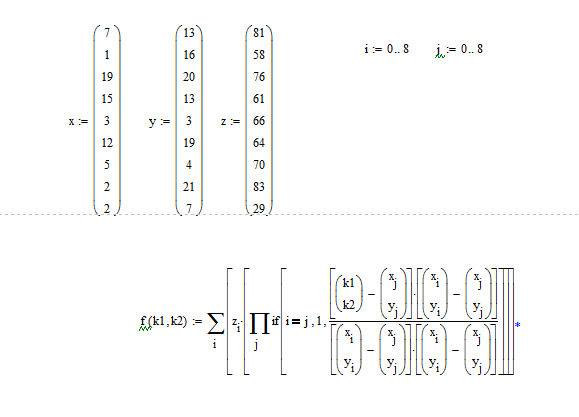 x := (7 1 19 15 3 12 5 2 2) y := (13 16 20 13 3 19 4 21 7) z := (81 58 76 61 66 64 70 83 29) i := 0.. 8 j := 0.. 8
f(k1,k2) := ∑_i [z_i·[∏_j if[i = j,1,[(k1 k2) − (x_j y_j)]·[(x_i y_i) − (x_j y_j)] / [(x_i y_i) − (x_j y_j)]·[(x_i y_i) − (x_j y_j)]]]]